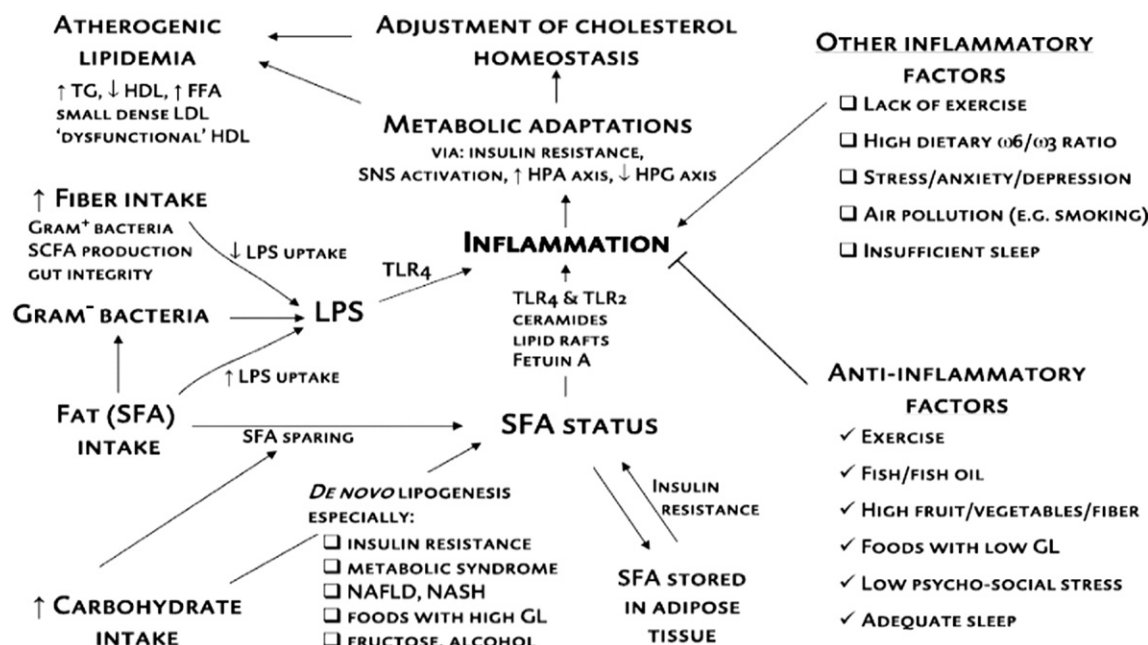 ATHEROGENIC
LIPIDEMIA
↑ TG, ↓ HDL, ↑ FFA
SMALL DENSE LDL
'DYSFUNCTIONAL' HDL
ADJUSTMENT OF CHOLESTEROL
HOMEOSTASIS
METABOLIC ADAPTATIONS
VIA: INSULIN RESISTANCE,
SNS ACTIVATION, ↑ HPA AXIS, ↓ HPG AXIS
OTHER INFLAMMATORY
FACTORS
❑ LACK OF EXERCISE
❑ HIGH DIETARY ω6/ω3 RATIO
❑ STRESS/ANXIETY/DEPRESSION
❑ AIR POLLUTION (E.G. SMOKING)
❑ INSUFFICIENT SLEEP
↑ FIBER INTAKE
GRAM⁺ BACTERIA
SCFA PRODUCTION
GUT INTEGRITY
↓ LPS UPTAKE
INFLAMMATION
TLR4
LPS
GRAM⁻ BACTERIA
TLR4 & TLR2
CERAMIDES
LIPID RAFTS
FETUIN A
↑ LPS UPTAKE
FAT (SFA)
INTAKE
SFA SPARING
SFA STATUS
ANTI-INFLAMMATORY
FACTORS
✓ EXERCISE
✓ FISH/FISH OIL
✓ HIGH FRUIT/VEGETABLES/FIBER
✓ FOODS WITH LOW GL
✓ LOW PSYCHO-SOCIAL STRESS
✓ ADEQUATE SLEEP
DE NOVO LIPOGENESIS
ESPECIALLY:
❑ INSULIN RESISTANCE
❑ METABOLIC SYNDROME
❑ NAFLD, NASH
❑ FOODS WITH HIGH GL
❑ FRUCTOSE, ALCOHOL
INSULIN
RESISTANCE
SFA STORED
IN ADIPOSE
TISSUE
↑ CARBOHYDRATE
INTAKE